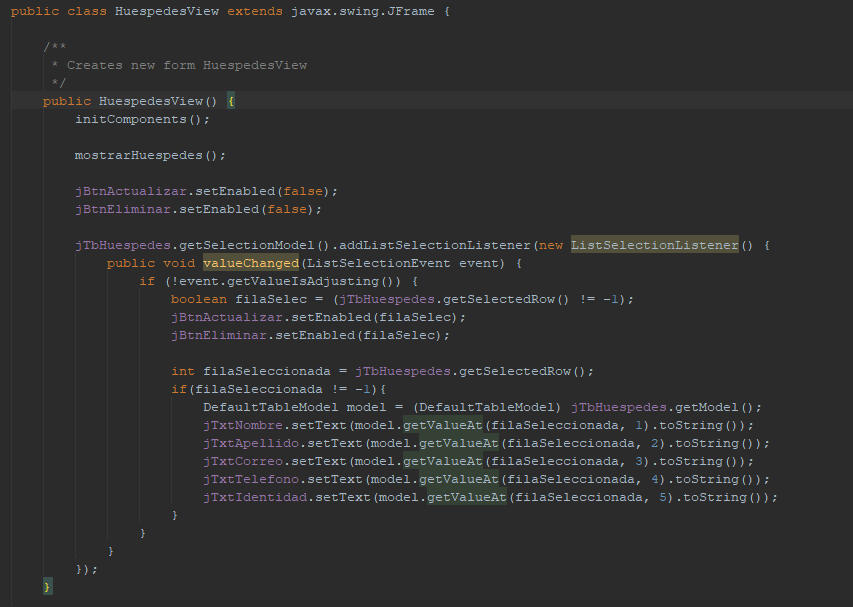 public class HuespedesView extends javax.swing.JFrame {
/**
* Creates new form HuespedesView
*/
public HuespedesView() {
initComponents();
mostrarHuespedes();
jBtnActualizar.setEnabled(false);
jBtnEliminar.setEnabled(false);
jTbHuespedes.getSelectionModel().addListSelectionListener(new ListSelectionListener() {
public void valueChanged(ListSelectionEvent event) {
if (!event.getValueIsAdjusting()) {
boolean filaSelec = (jTbHuespedes.getSelectedRow() != -1);
jBtnActualizar.setEnabled(filaSelec);
jBtnEliminar.setEnabled(filaSelec);
int filaSeleccionada = jTbHuespedes.getSelectedRow();
if(filaSeleccionada != -1){
DefaultTableModel model = (DefaultTableModel) jTbHuespedes.getModel();
jTxtNombre.setText(model.getValueAt(filaSeleccionada, 1).toString());
jTxtApellido.setText(model.getValueAt(filaSeleccionada, 2).toString());
jTxtCorreo.setText(model.getValueAt(filaSeleccionada, 3).toString());
jTxtTelefono.setText(model.getValueAt(filaSeleccionada, 4).toString());
jTxtIdentidad.setText(model.getValueAt(filaSeleccionada, 5).toString());
}
}
}
});
}